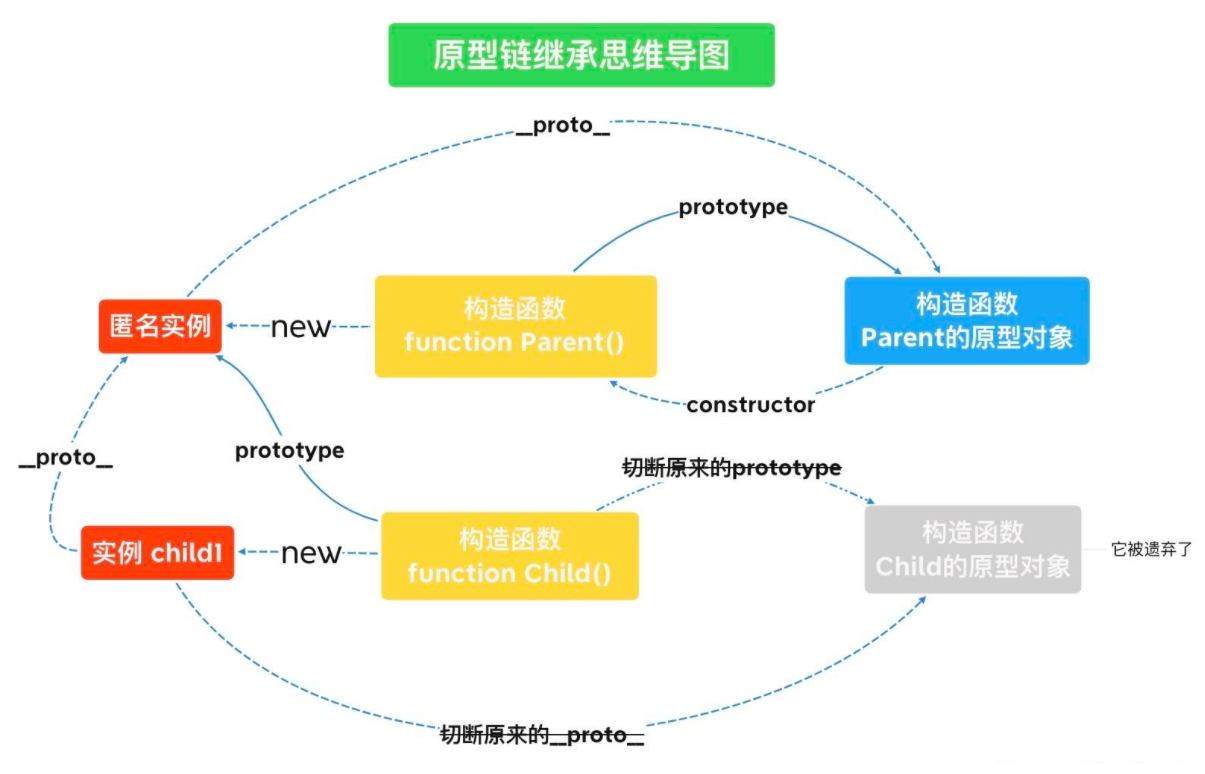 原型链继承思维导图
__proto__
prototype
构造函数
function Parent()
构造函数
Parent的原型对象
匿名实例
new
constructor
__proto__
prototype
切断原来的prototype
实例 child1
new
构造函数
function Child()
构造函数
Child的原型对象
它被遗弃了
切断原来的__proto__